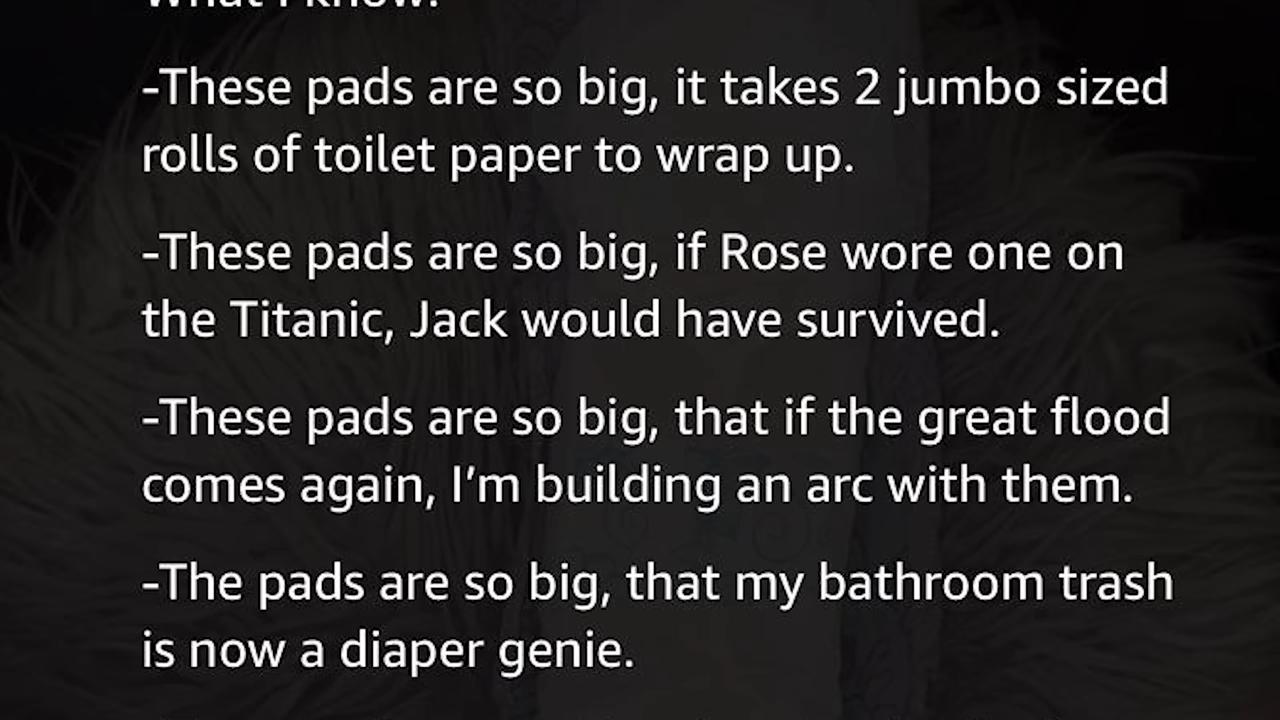 What I know:
-These pads are so big, it takes 2 jumbo sized
rolls of toilet paper to wrap up.
-These pads are so big, if Rose wore one on
the Titanic, Jack would have survived.
-These pads are so big, that if the great flood
comes again, I’m building an arc with them.
-The pads are so big, that my bathroom trash
is now a diaper genie.